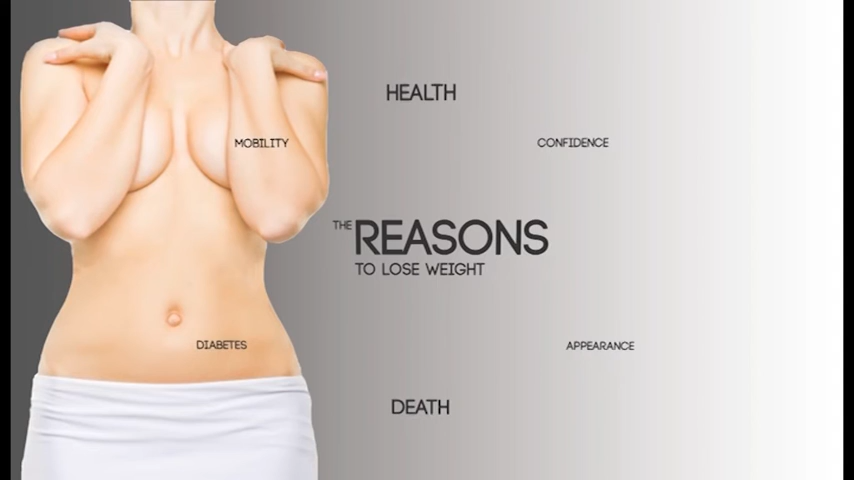 HEALTH
MOBILITY
CONFIDENCE
THE REASONS
TO LOSE WEIGHT
DIABETES
APPEARANCE
DEATH